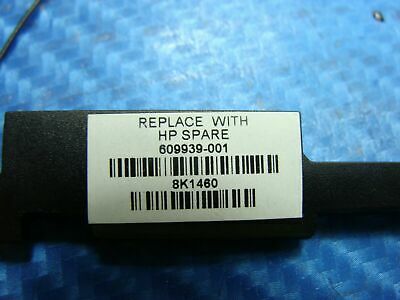 REPLACE WITH
HP SPARE
609939-001
8K1460